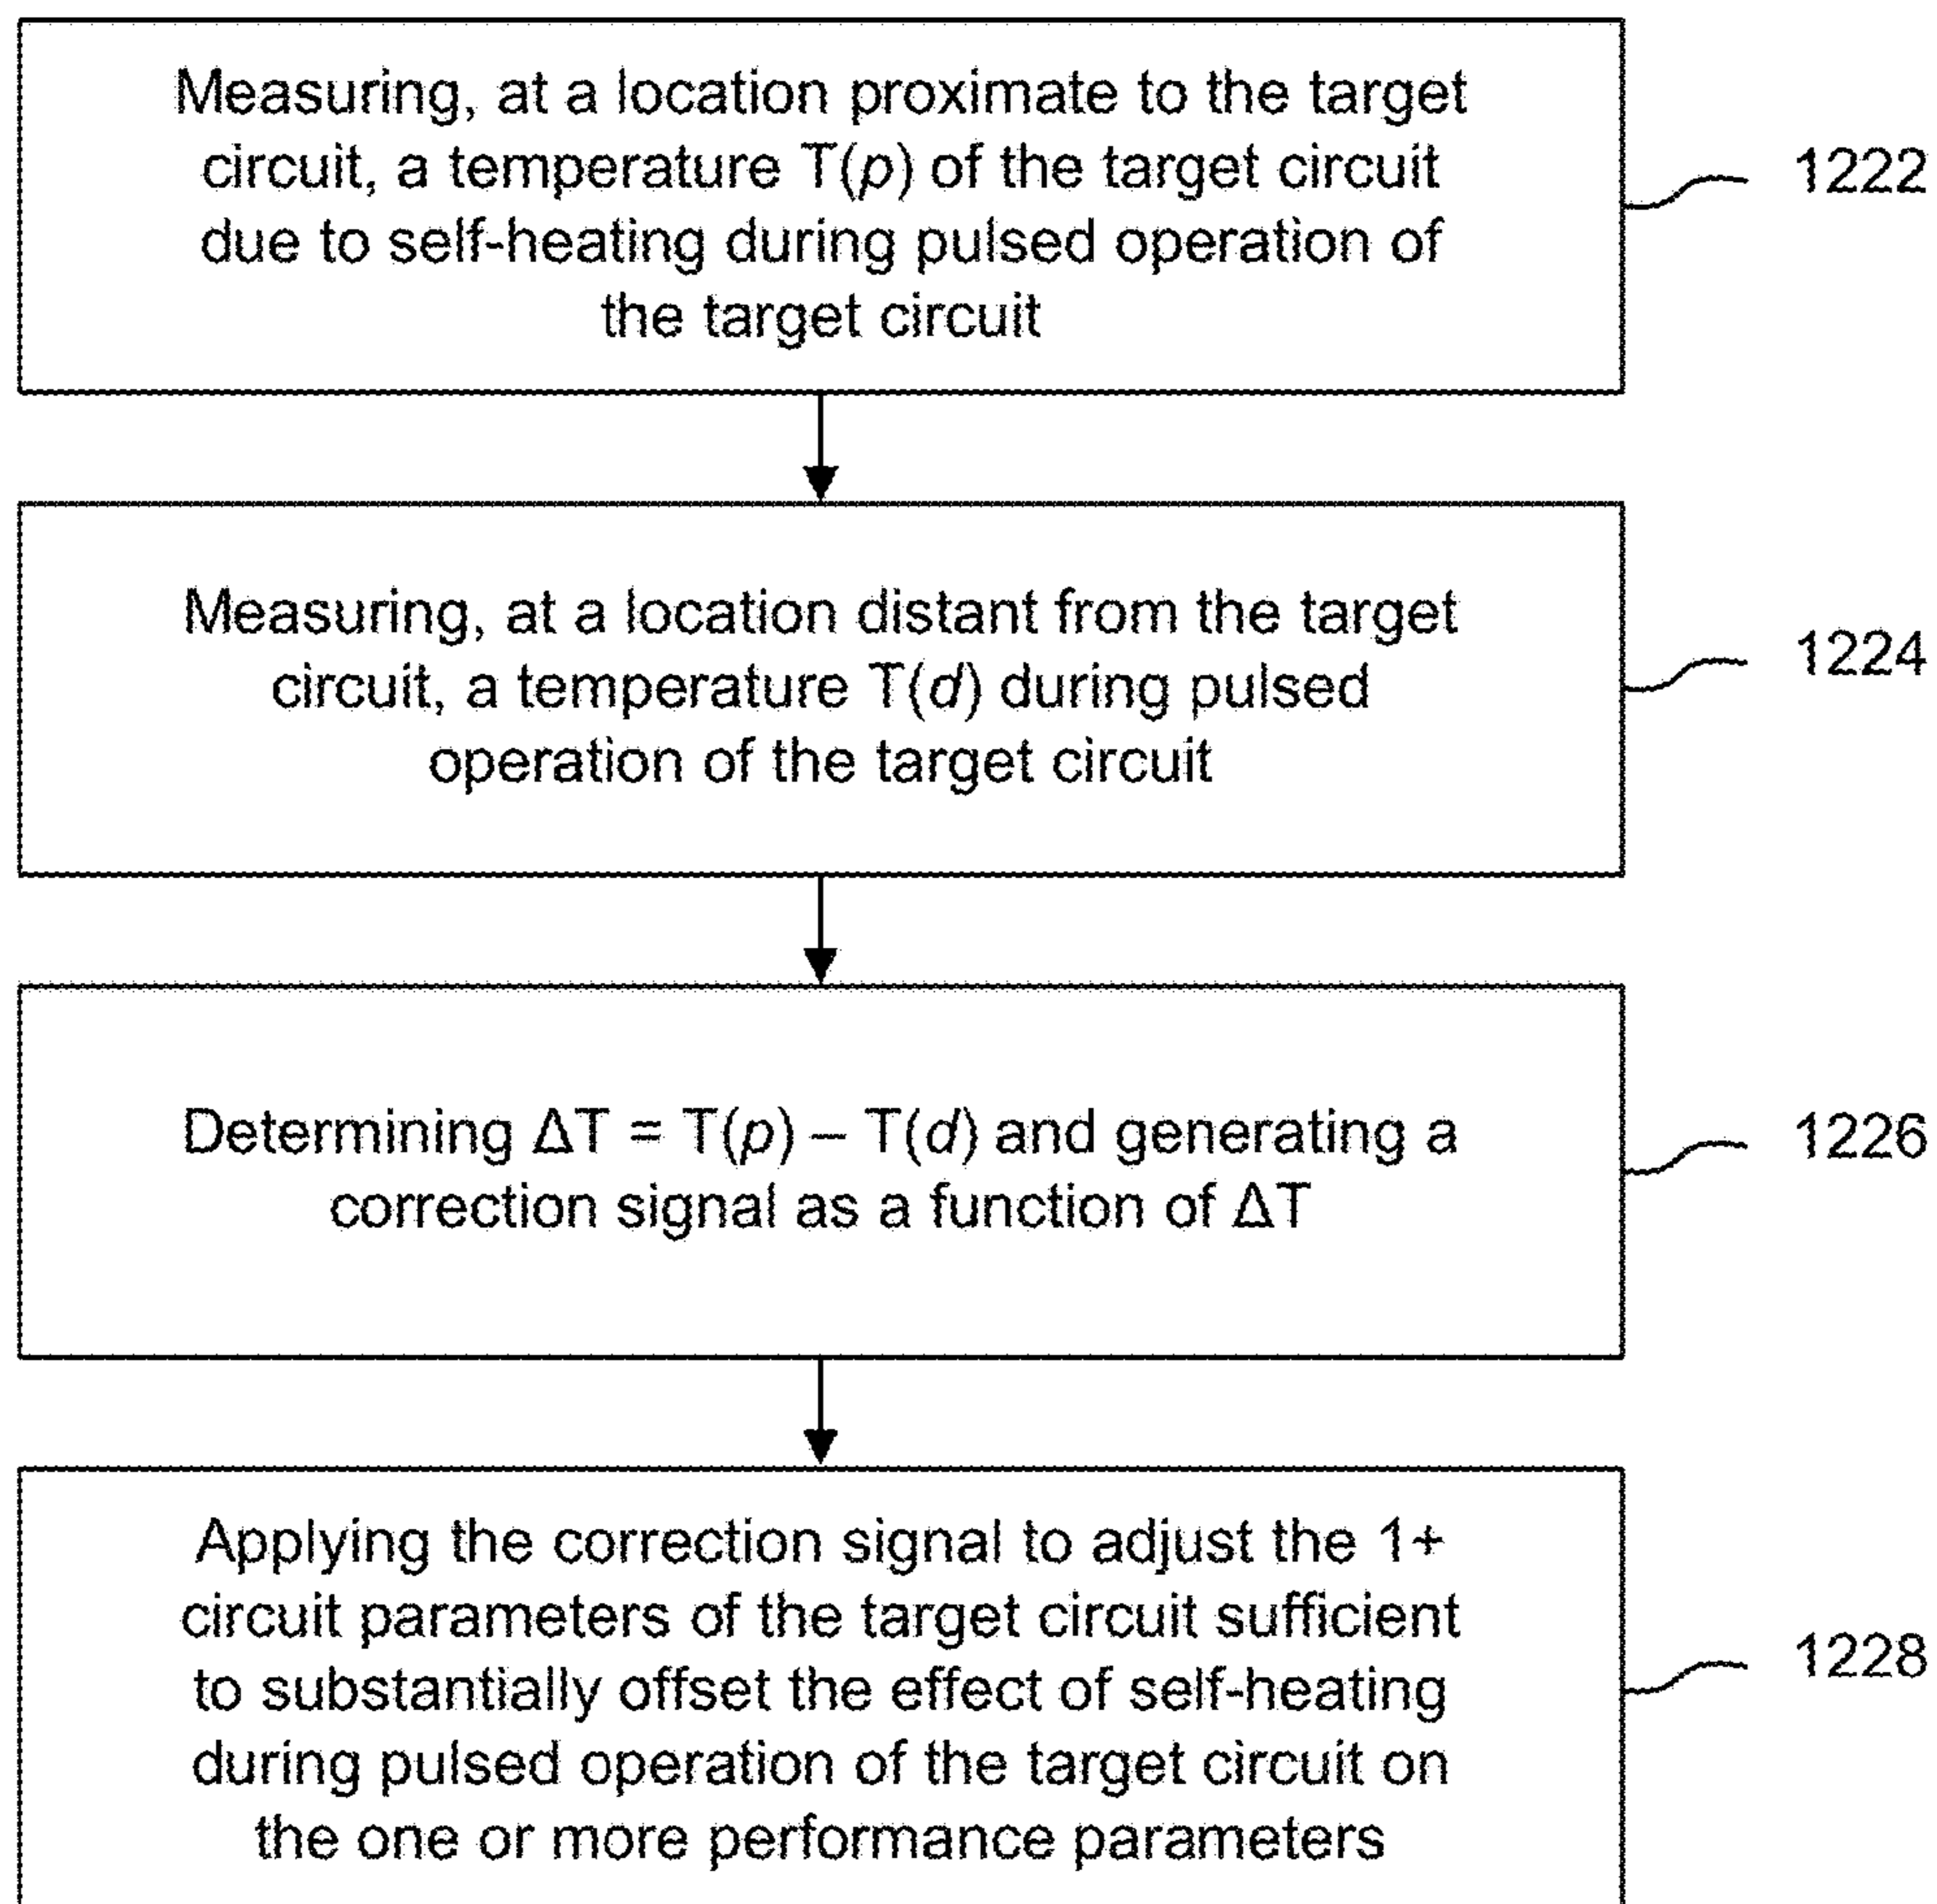 Measuring, at a location proximate to the target
circuit, a temperature T(p) of the target circuit
due to self-heating during pulsed operation of
the target circuit
1222
Measuring, at a location distant from the target
circuit, a temperature T(d) during pulsed
operation of the target circuit
1224
Determining ΔT = T(p) – T(d) and generating a
correction signal as a function of ΔT
1226
Applying the correction signal to adjust the 1+
circuit parameters of the target circuit sufficient
to substantially offset the effect of self-heating
during pulsed operation of the target circuit on
the one or more performance parameters
1228